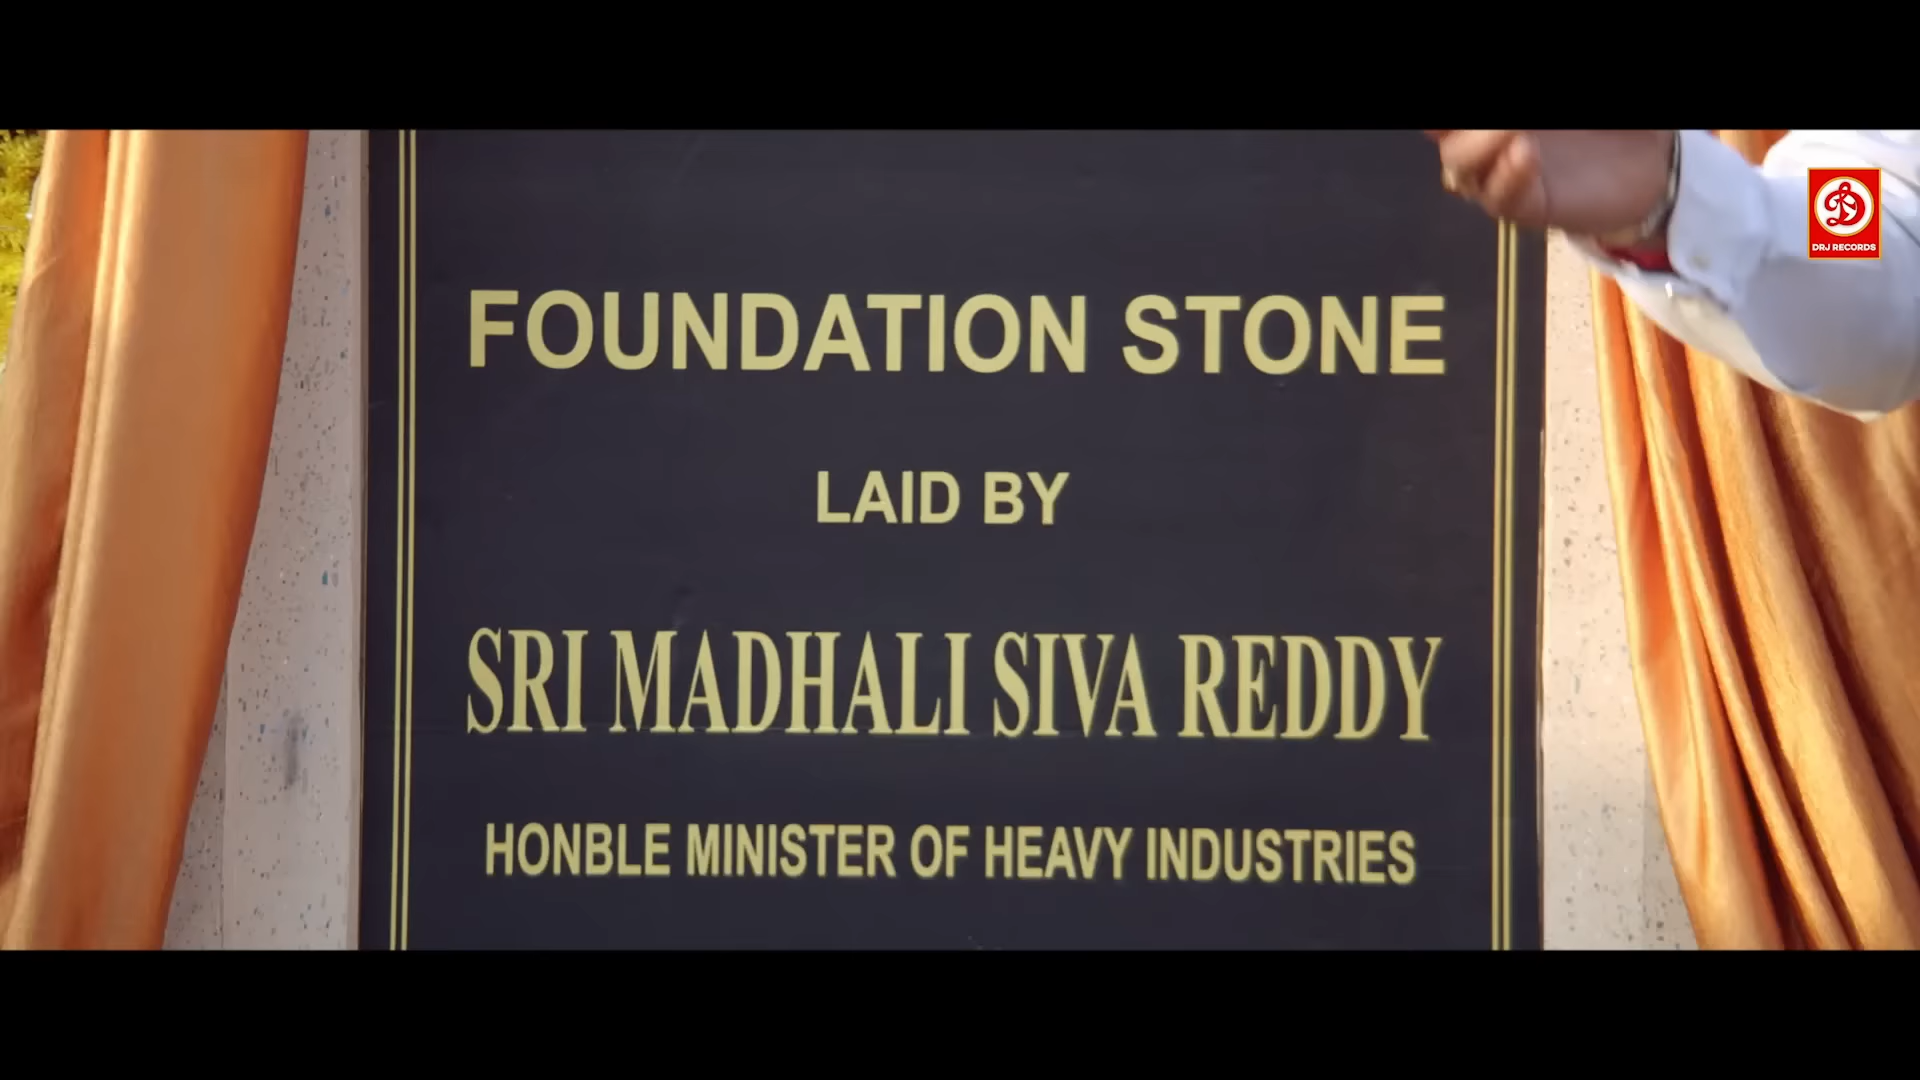 FOUNDATION STONE
LAID BY
SRI MADHALI SIVA REDDY
HONBLE MINISTER OF HEAVY INDUSTRIES
DRJ RECORDS